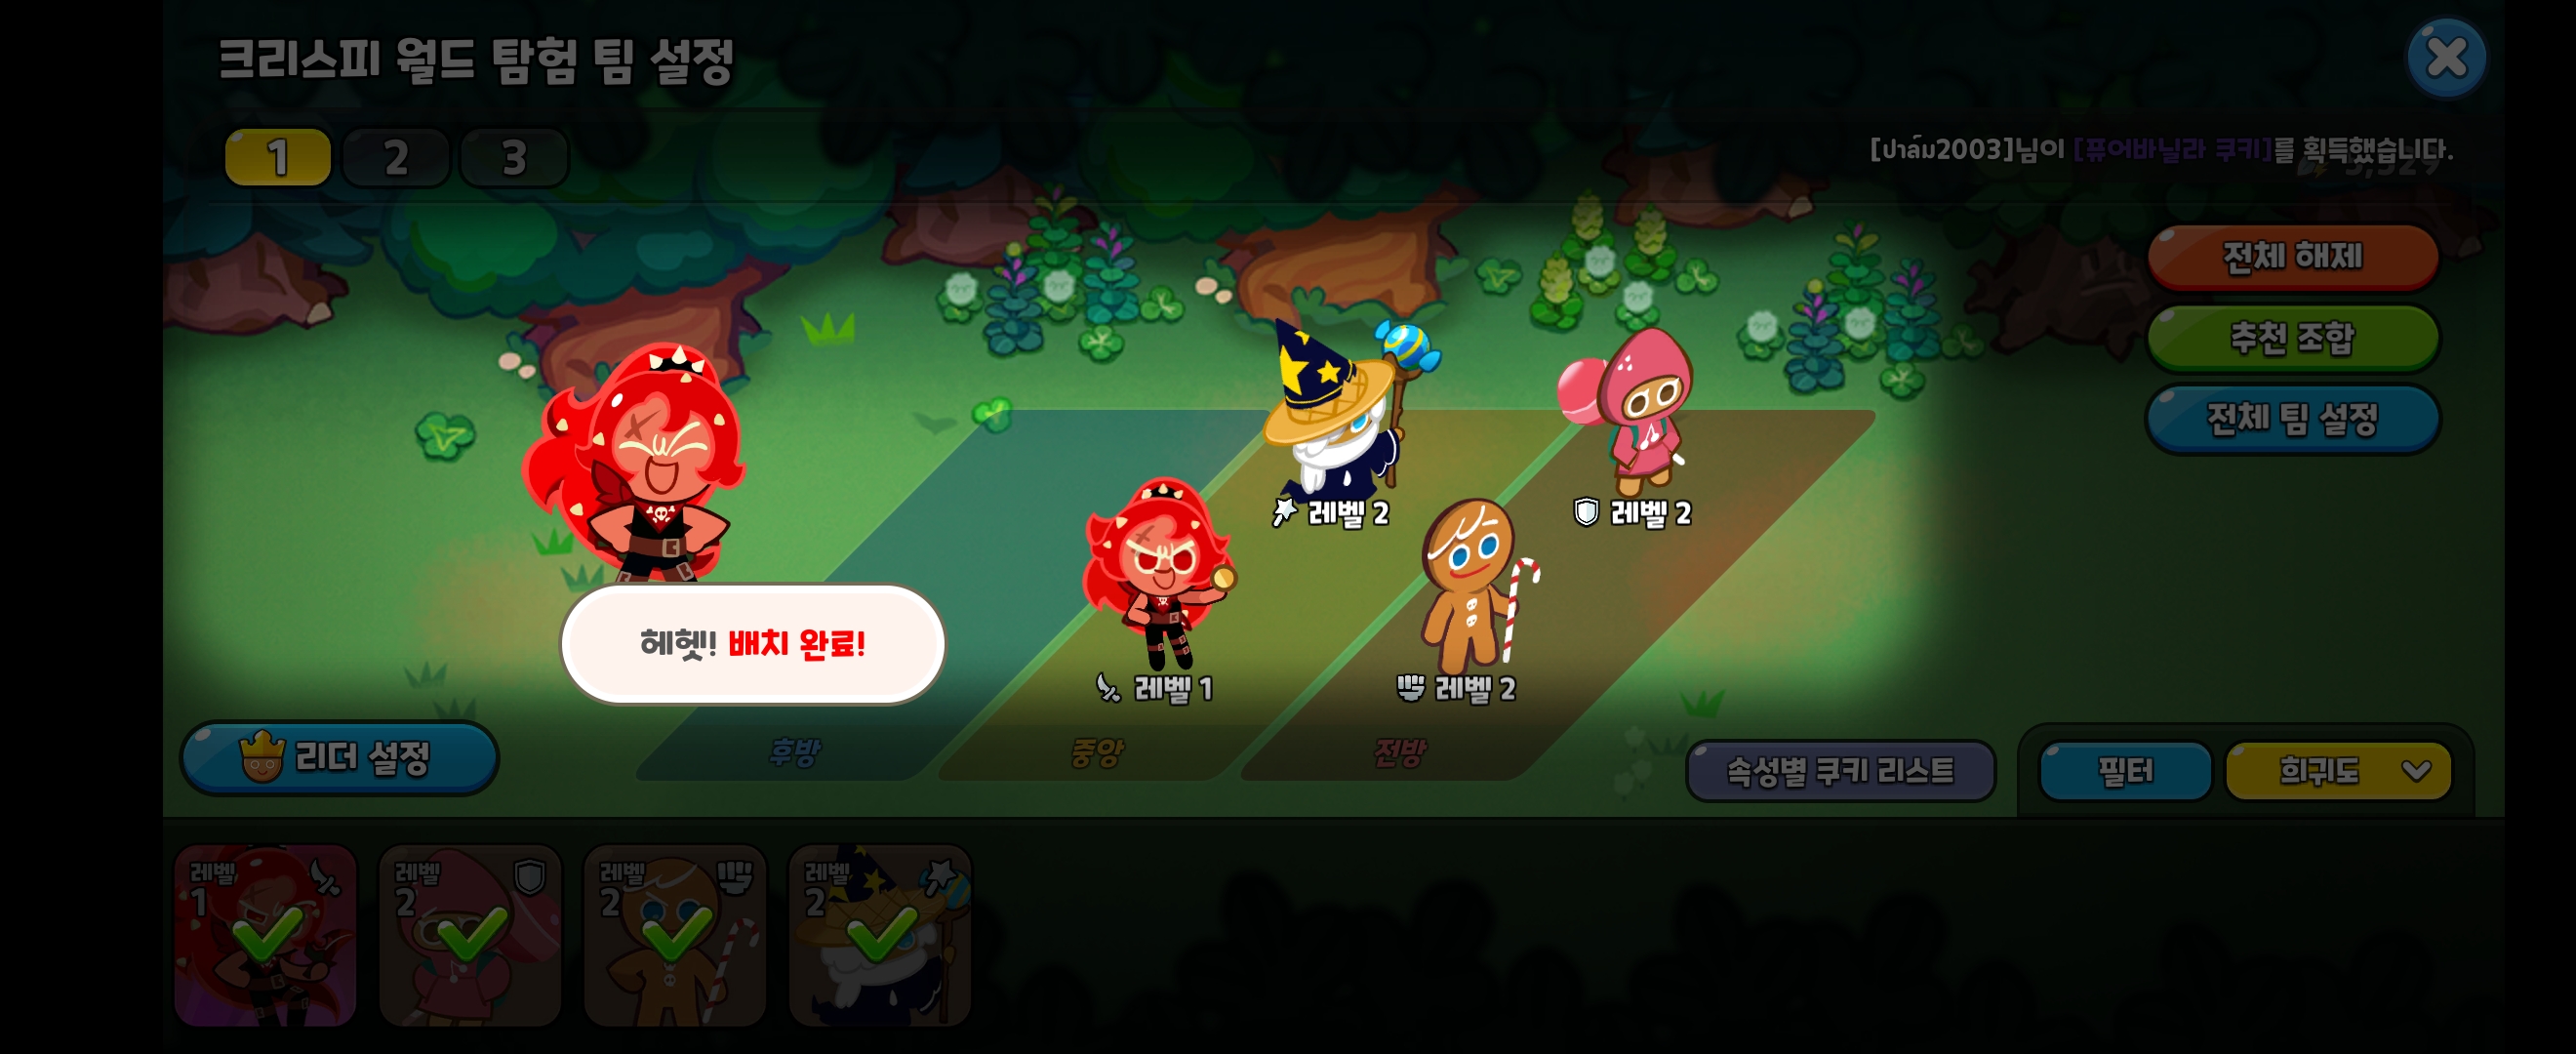 크리스피 월드 탐험 팀 설정
1
2
3
[ปาล์ม2003]님이 [퓨어바닐라 쿠키]를 획득했습니다.
전체 해제
추천 조합
전체 팀 설정
레벨 2
레벨 2
헤헷! 배치 완료!
레벨 1
레벨 2
후방
중앙
전방
리더 설정
속성별 쿠키 리스트
필터
희귀도
레벨
1
레벨
2
레벨
2
레벨
2